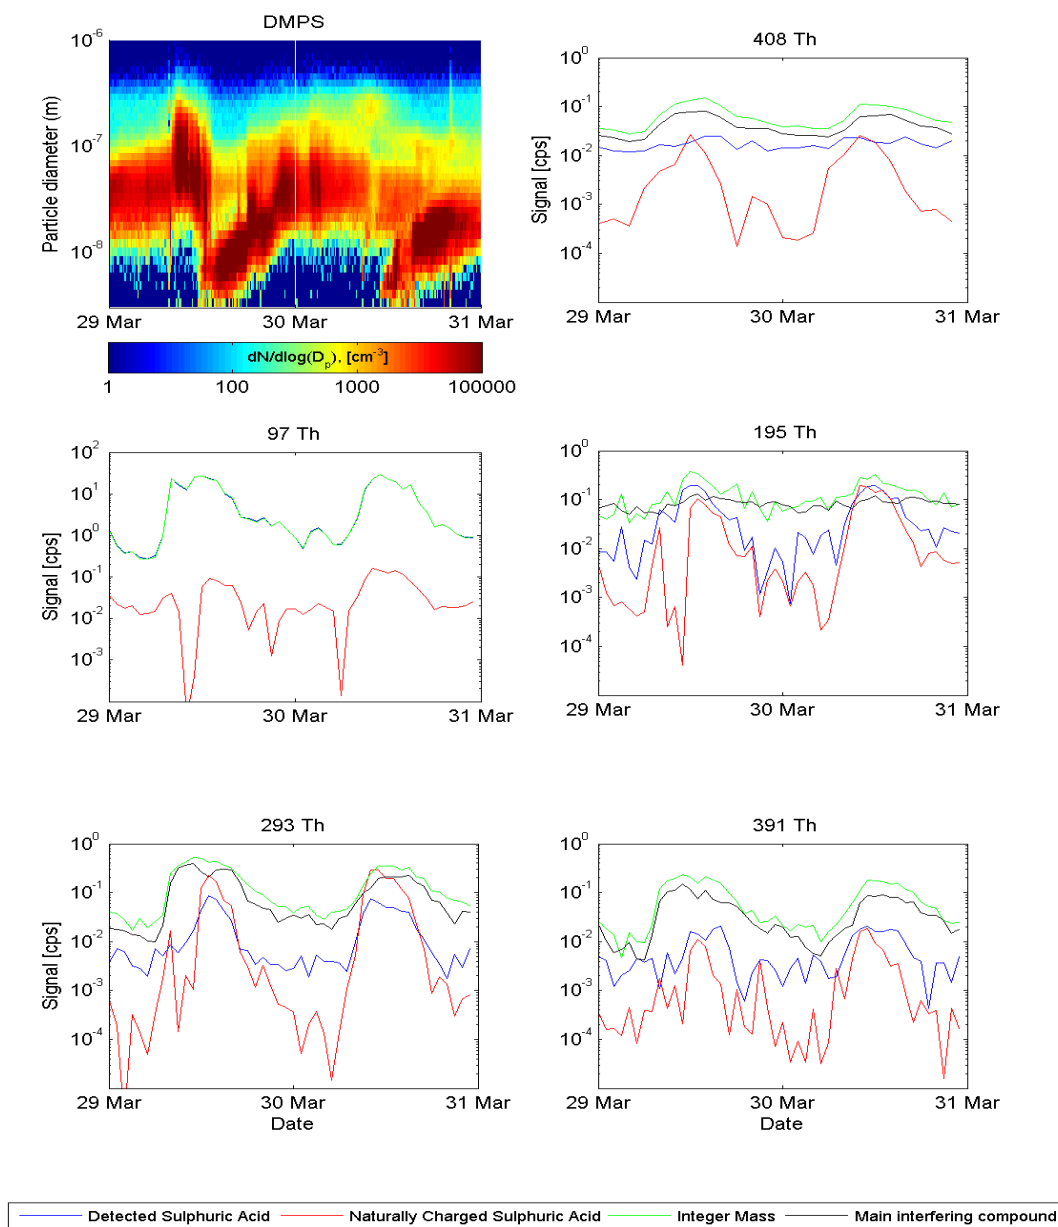 DMPS
10^-6
10^-7
10^-8
Particle diameter (m)
29 Mar 30 Mar 31 Mar
dN/dlog(D_p), [cm^-3]
1 100 1000 100000
408 Th
10^0
10^-1
10^-2
10^-3
10^-4
Signal [cps]
29 Mar 30 Mar 31 Mar
97 Th
10^2
10^1
10^0
10^-1
10^-2
10^-3
Signal [cps]
29 Mar 30 Mar 31 Mar
195 Th
10^0
10^-1
10^-2
10^-3
10^-4
29 Mar 30 Mar 31 Mar
293 Th
10^0
10^-1
10^-2
10^-3
10^-4
Signal [cps]
29 Mar 30 Mar 31 Mar
Date
391 Th
10^0
10^-1
10^-2
10^-3
10^-4
29 Mar 30 Mar 31 Mar
Date
Detected Sulphuric Acid Naturally Charged Sulphuric Acid Integer Mass Main interfering compound